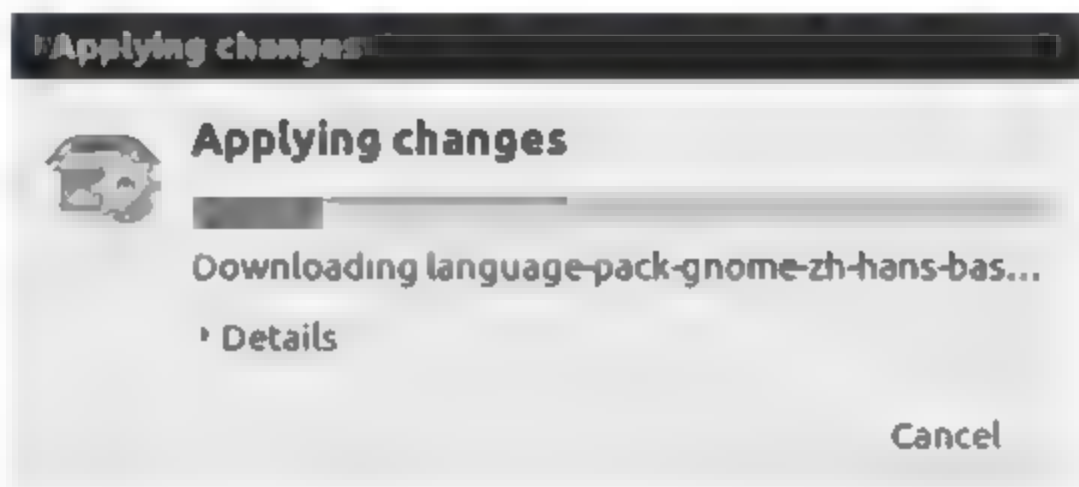 Applying changes
Applying changes
Downloading language-pack-gnome-zh-hans-bas...
Details
Cancel